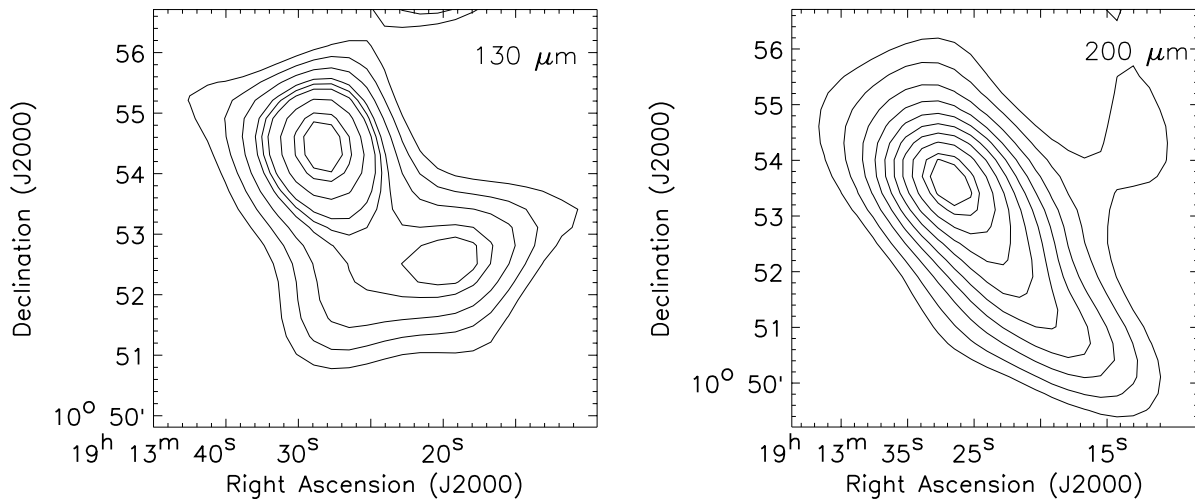 130 μm
56
55
54
53
52
51
10° 50'
19ʰ 13ᵐ 40ˢ 30ˢ 20ˢ
Right Ascension (J2000)
Declination (J2000)
200 μm
56
55
54
53
52
51
10° 50'
19ʰ 13ᵐ 35ˢ 25ˢ 15ˢ
Right Ascension (J2000)
Declination (J2000)